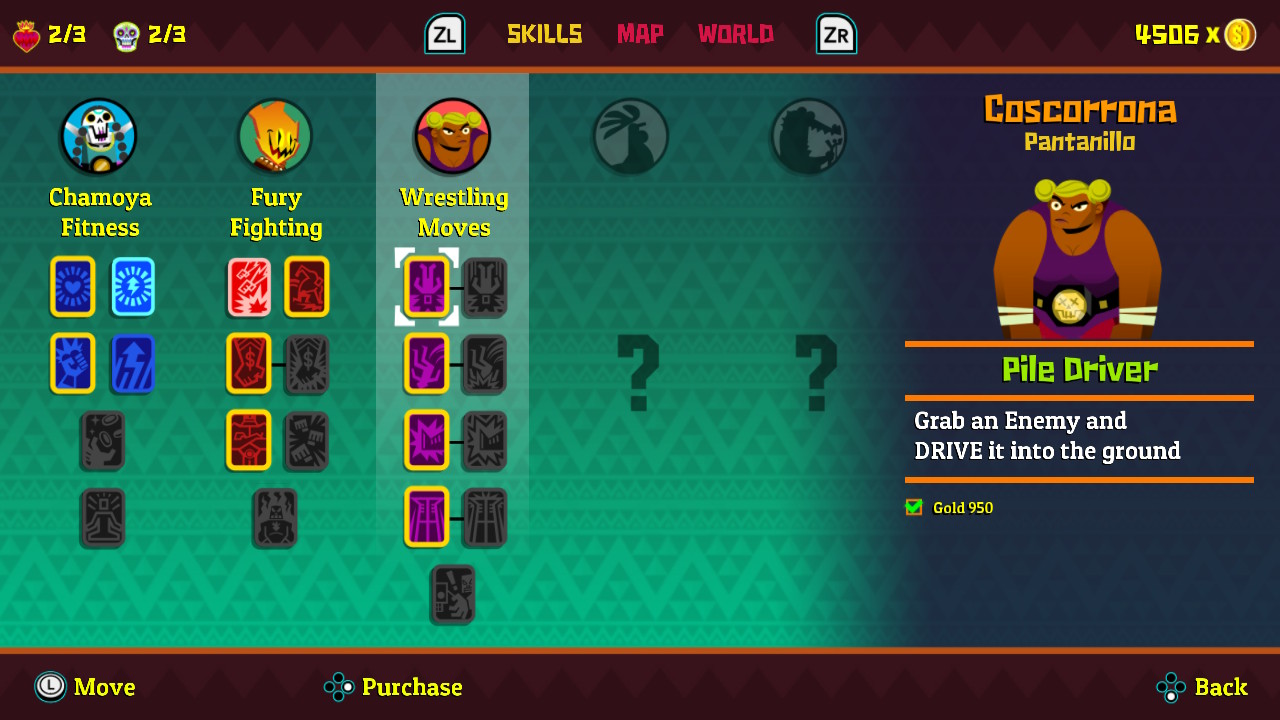 2/3 2/3 ZL SKILLS MAP WORLD ZR 4506 x $
Chamoya
Fitness
Fury
Fighting
Wrestling
Moves
? ?
Coscorrona
Pantanillo
Pile Driver
Grab an Enemy and
DRIVE it into the ground
Gold 950
L Move Purchase Back